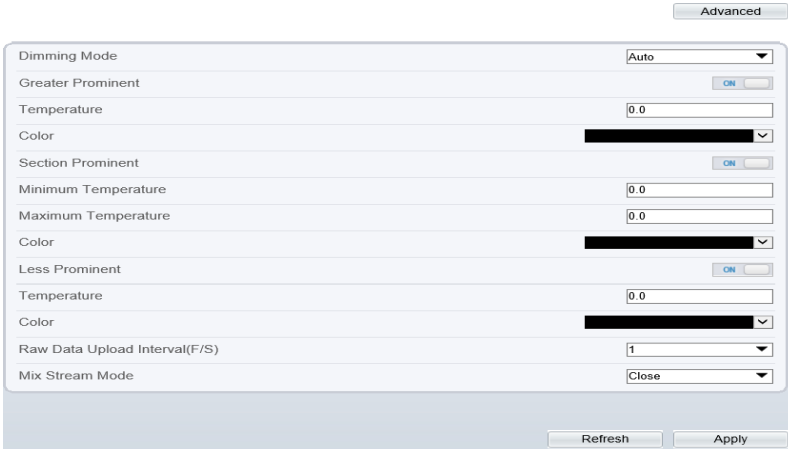 Advanced
Dimming Mode Auto
Greater Prominent ON
Temperature 0.0
Color
Section Prominent ON
Minimum Temperature 0.0
Maximum Temperature 0.0
Color
Less Prominent ON
Temperature 0.0
Color
Raw Data Upload Interval(F/S) 1
Mix Stream Mode Close
Refresh Apply